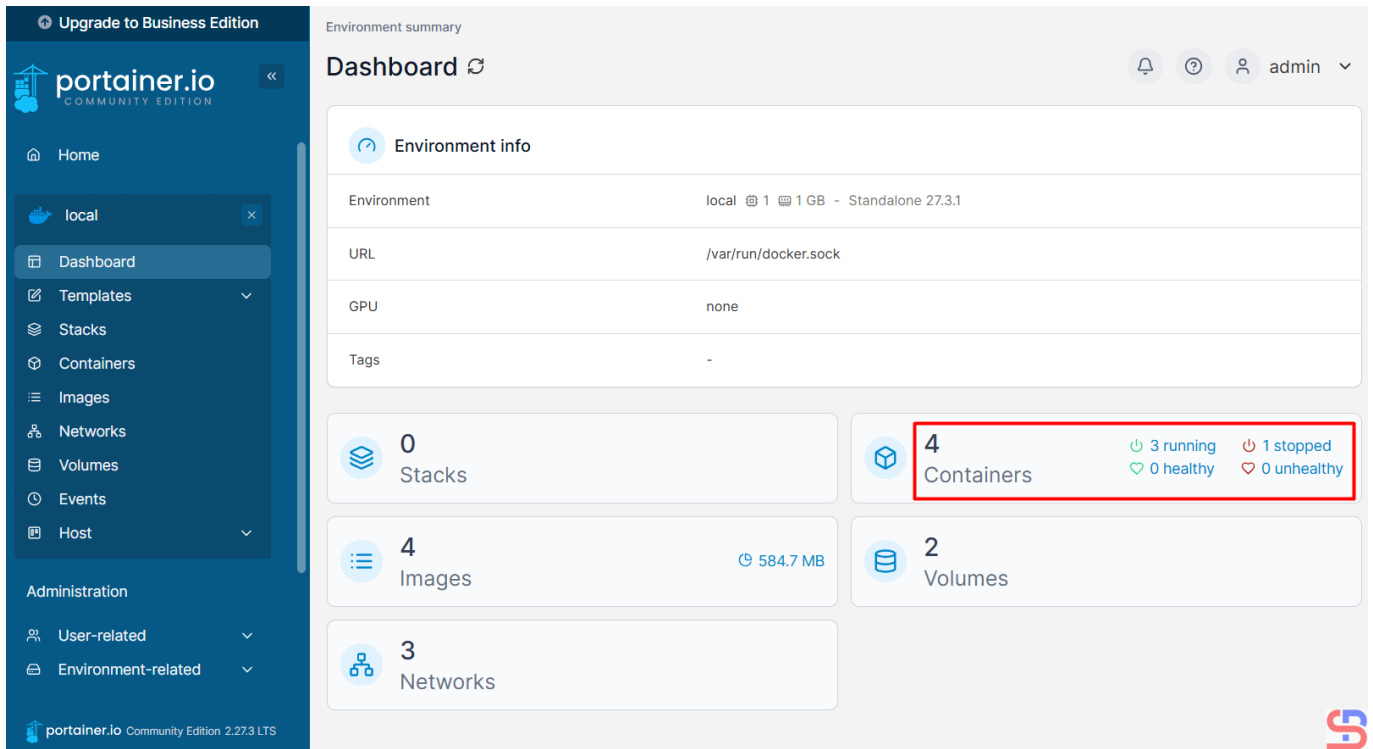 Upgrade to Business Edition
portainer.io
COMMUNITY EDITION
Home
local
Dashboard
Templates
Stacks
Containers
Images
Networks
Volumes
Events
Host
Administration
User-related
Environment-related
portainer.io Community Edition 2.27.3 LTS
Environment summary
Dashboard
admin
Environment info
Environment local 1 1 GB - Standalone 27.3.1
URL /var/run/docker.sock
GPU none
Tags -
0
Stacks
4
Containers
3 running 1 stopped
0 healthy 0 unhealthy
4
Images
584.7 MB
2
Volumes
3
Networks